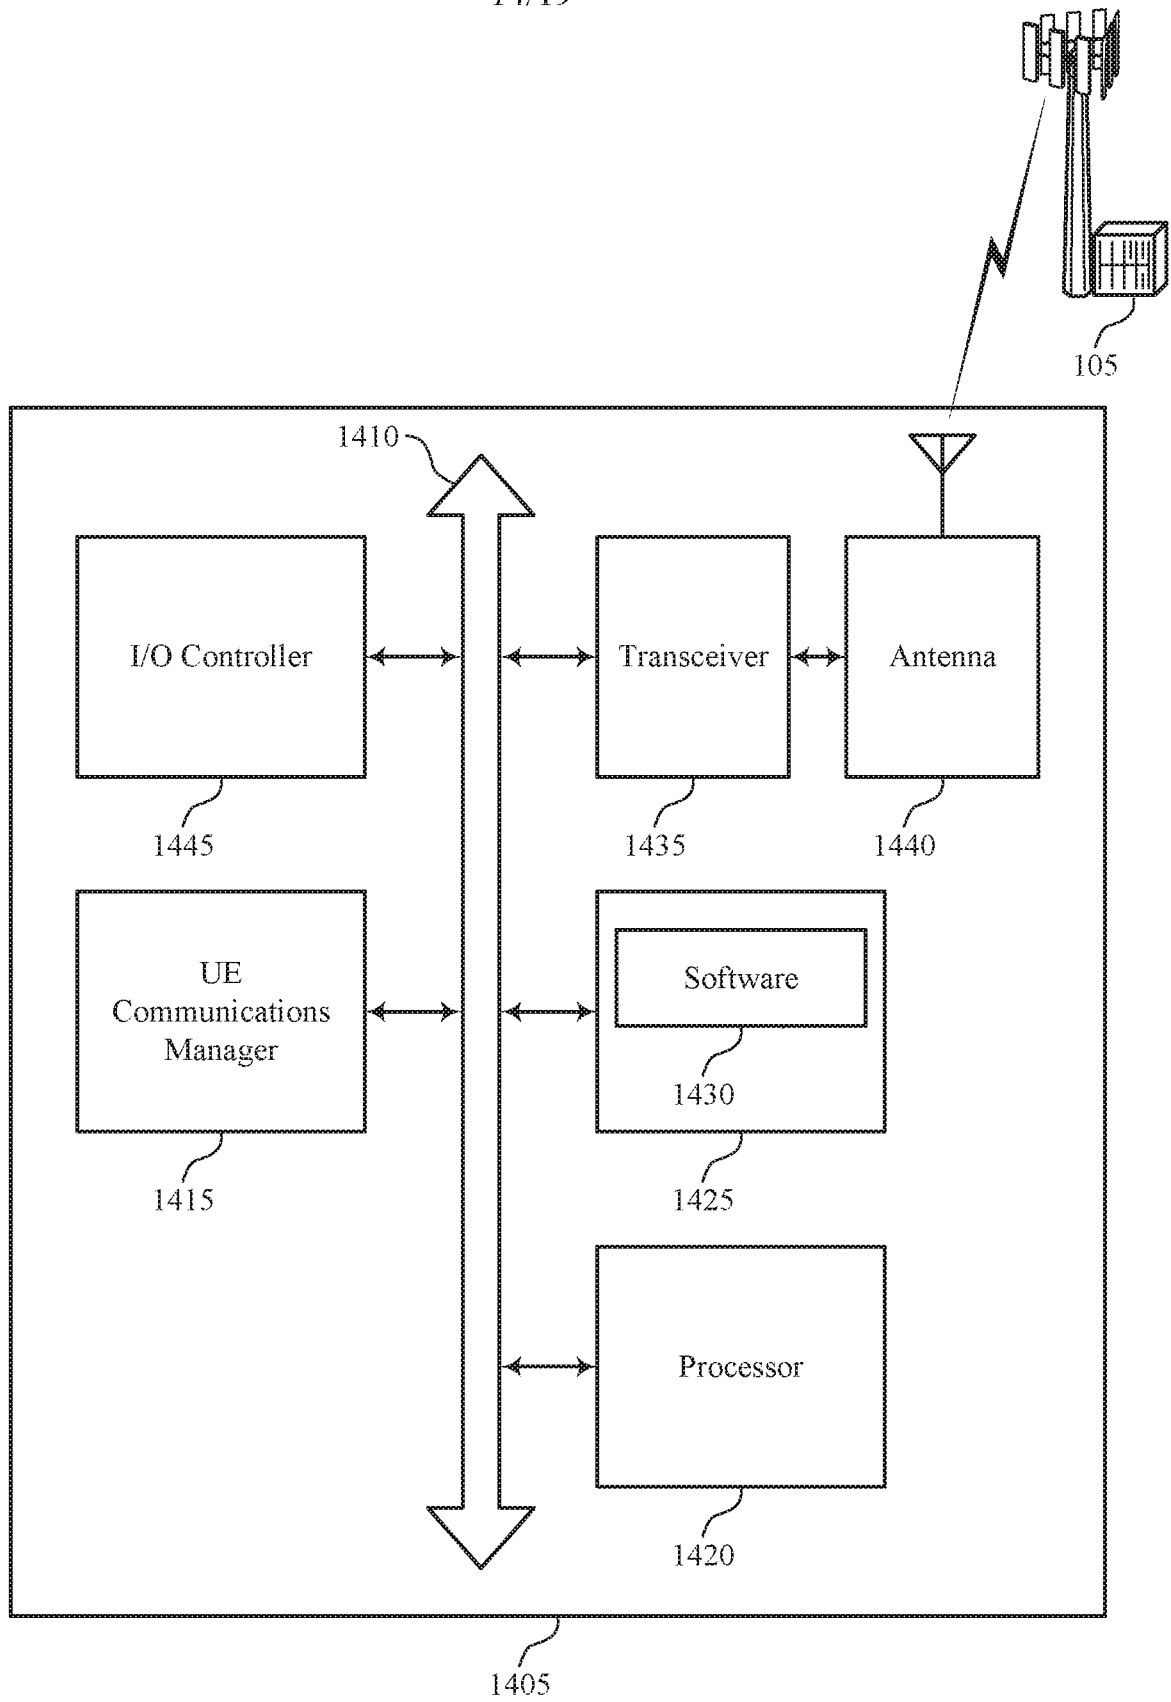 105
1410
I/O Controller
Transceiver
Antenna
1445
1435
1440
UE
Communications
Manager
Software
1430
1415
1425
Processor
1420
1405